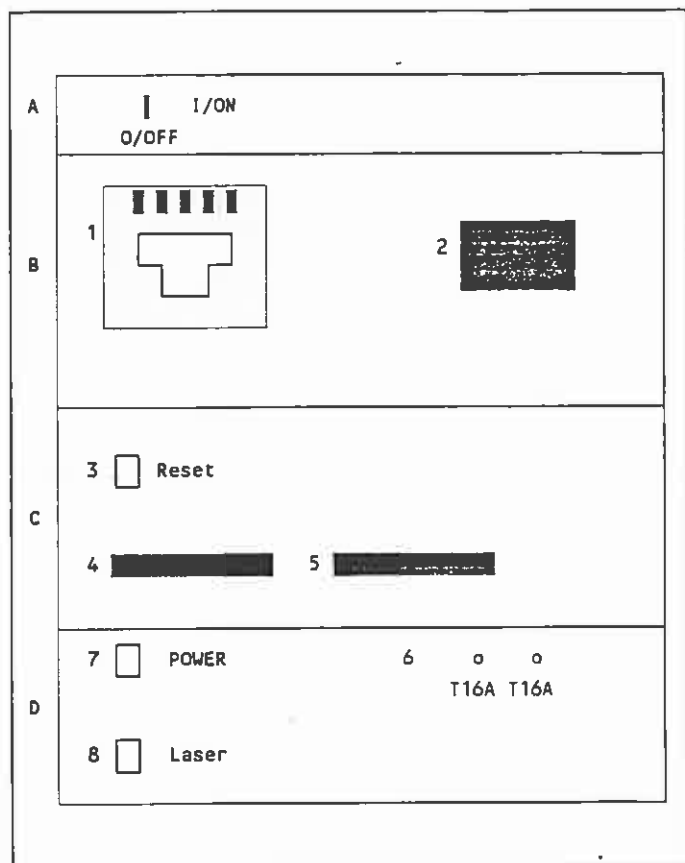 A I/ON
O/OFF
1
B 2
3 Reset
C
4 5
7 POWER 6 o o
T16A T16A
D
8 Laser